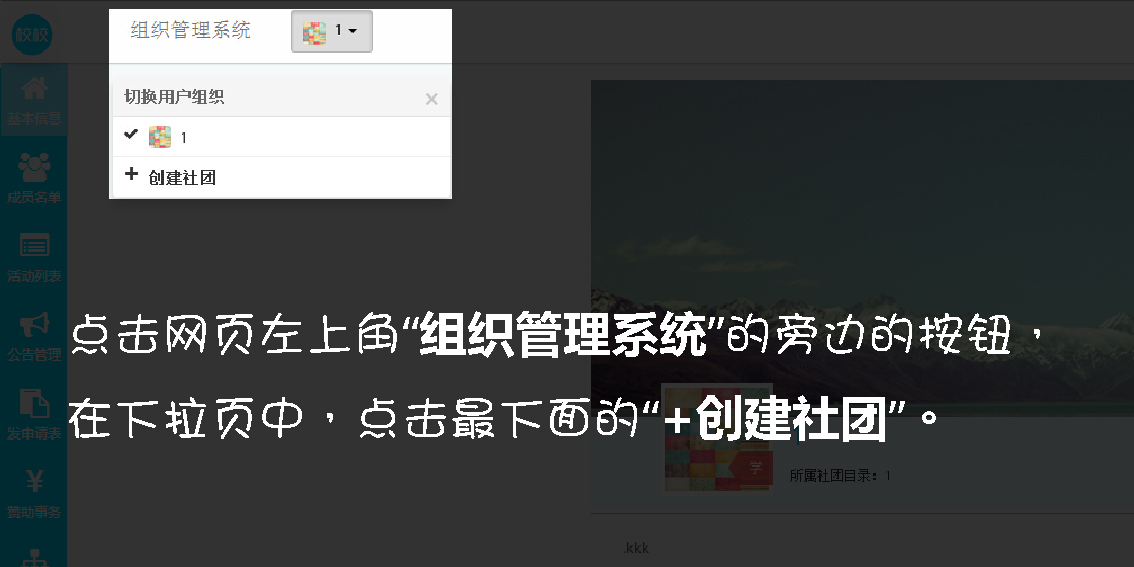 校校
组织管理系统
1
切换用户组织
1
+ 创建社团
基本信息
成员名单
活动列表
公告管理
发申请表
赞助事务
点击网页左上角“组织管理系统”的旁边的按钮，
在下拉页中，点击最下面的“+创建社团”。
学
所属社团目录：1
.kkk